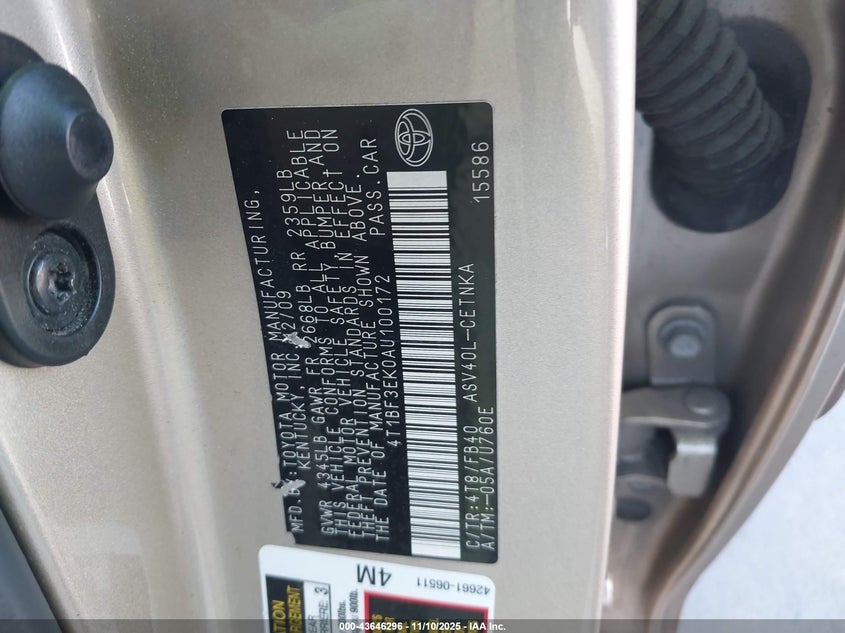 MFD.B :TOYOTA MOTOR MANUFACTURING,
KENTUCKY, INC 12/09
GVWR 4345LB GAWR FR 2668LB RR 2359LB
THIS VEHICLE CONFORMS TO ALL APPLICABLE
FEDERAL MOTOR VEHICLE SAFETY, BUMPER, AND
THEFT PREVENTION STANDARDS IN EFFECT ON
THE DATE OF MANUFACTURE SHOWN ABOVE.
4T1BF3EK0AU100172 PASS.CAR
C/TR:4T8/FB40 ASV40L-CETNKA
A/TM:-05A/U760E 15586
4M
42661-06511
3
000-43646296 - 11/10/2025 - IAA Inc.